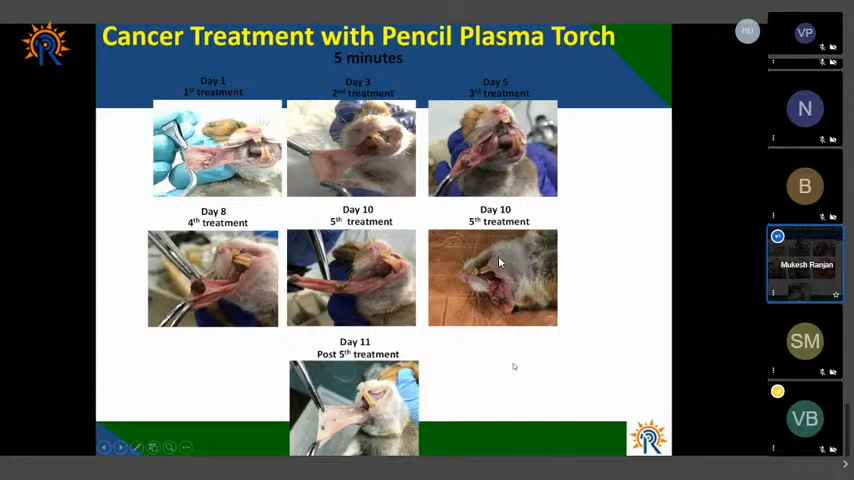 Cancer Treatment with Pencil Plasma Torch
5 minutes
Day 1
1st treatment
Day 3
2nd treatment
Day 5
3rd treatment
Day 8
4th treatment
Day 10
5th treatment
Day 10
5th treatment
Day 11
Post 5th treatment
HD
VP
N
B
Mukesh Ranjan
SM
VB